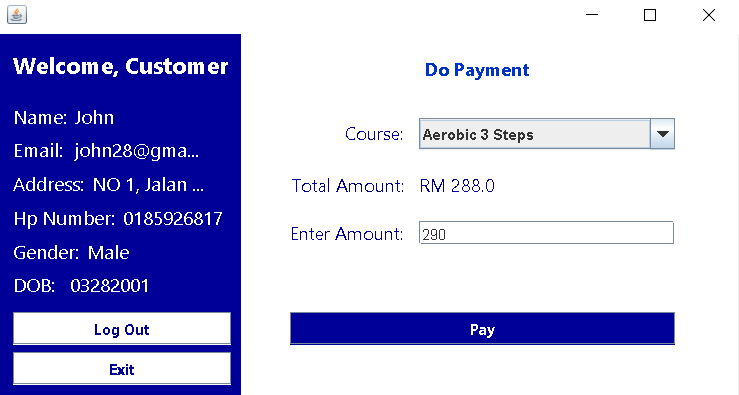 Welcome, Customer
Name: John
Email: john28@gma...
Address: NO 1, Jalan ...
Hp Number: 0185926817
Gender: Male
DOB: 03282001
Log Out
Exit
Do Payment
Course: Aerobic 3 Steps
Total Amount: RM 288.0
Enter Amount: 290
Pay